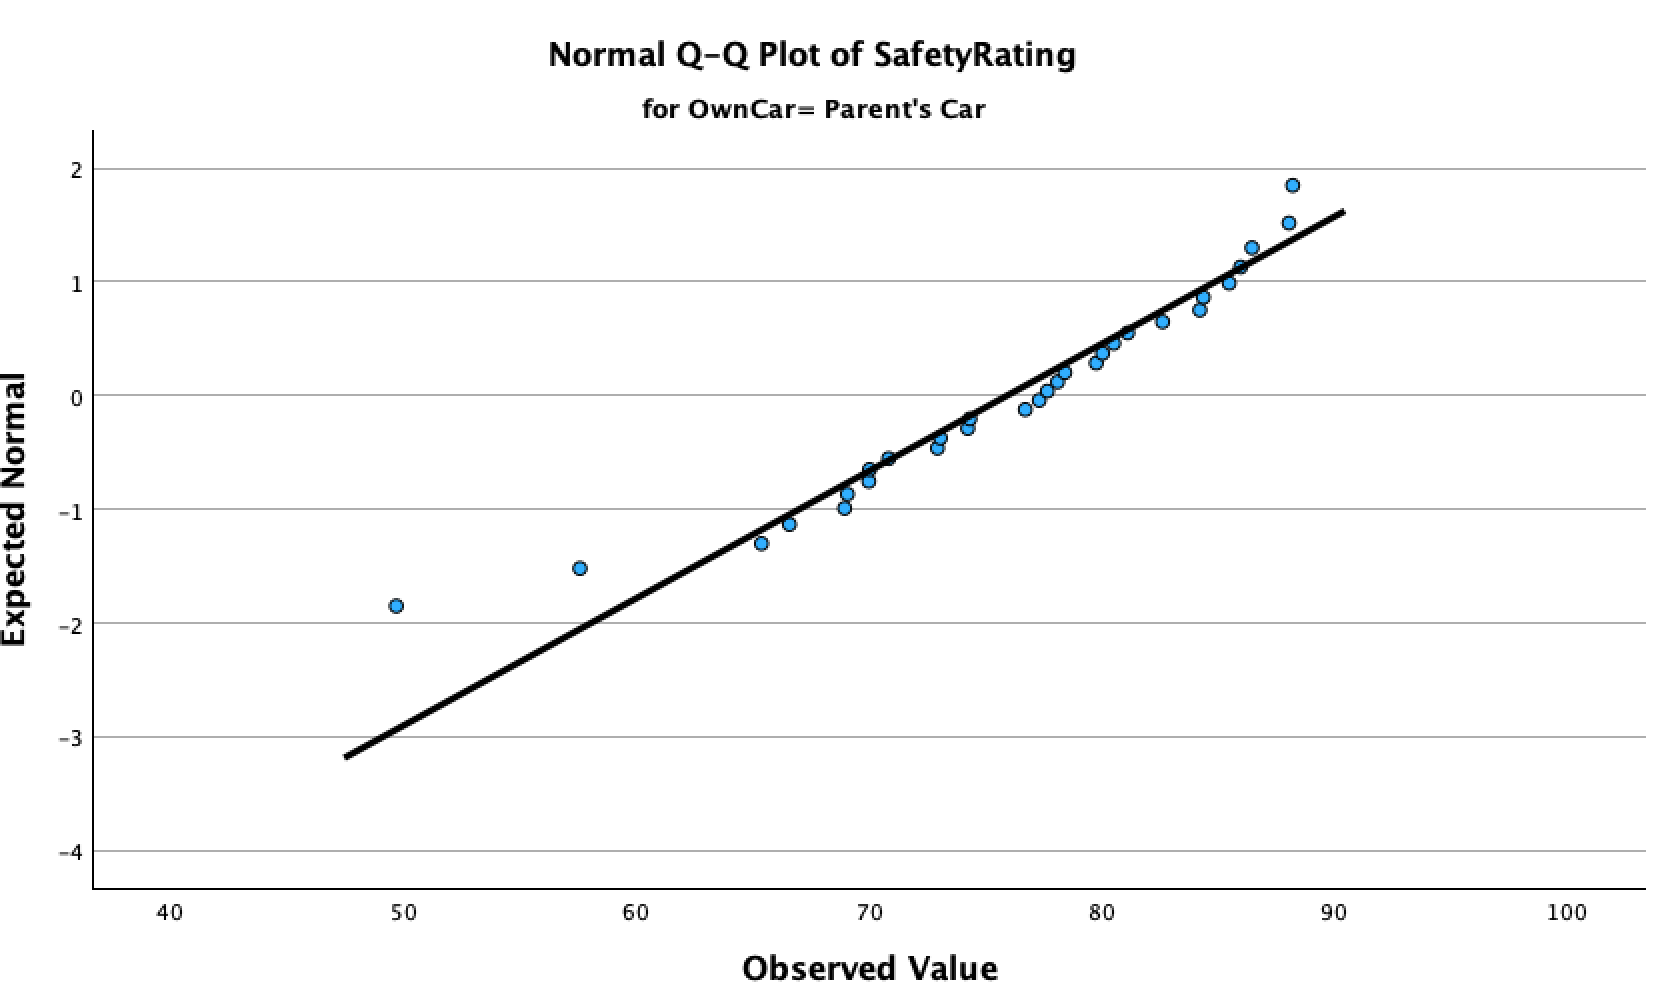 Normal Q-Q Plot of SafetyRating
for OwnCar= Parent's Car
Expected Normal
2
1
0
-1
-2
-3
-4
40 50 60 70 80 90 100
Observed Value